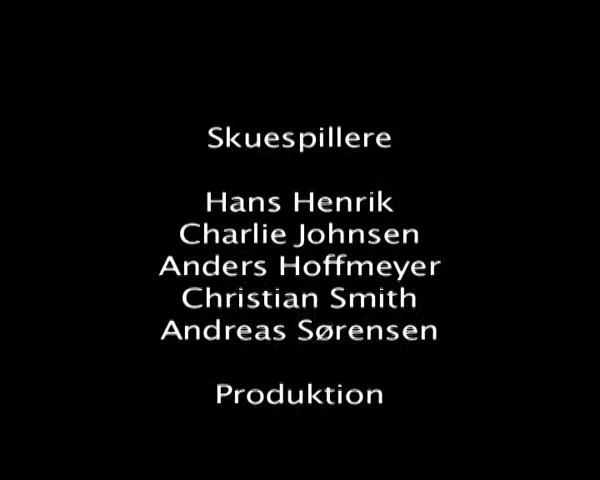 Skuespillere
Hans Henrik
Charlie Johnsen
Anders Hoffmeyer
Christian Smith
Andreas Sørensen
Produktion